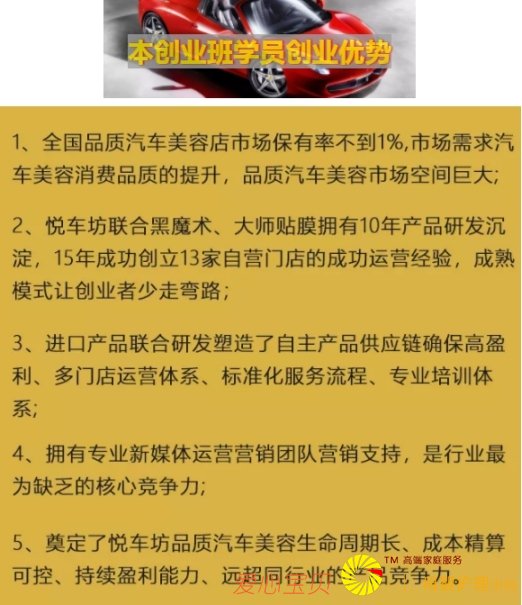 本创业班学员创业优势
1、全国品质汽车美容店市场保有率不到1%,市场需求汽
车美容消费品质的提升，品质汽车美容市场空间巨大;
2、悦车坊联合黑魔术、大师贴膜拥有10年产品研发沉
淀，15年成功创立13家自营门店的成功运营经验，成熟
模式让创业者少走弯路；
3、进口产品联合研发塑造了自主产品供应链确保高盈
利、多门店运营体系、标准化服务流程、专业培训体
系;
4、拥有专业新媒体运营营销团队营销支持，是行业最
为缺乏的核心竞争力;
5、奠定了悦车坊品质汽车美容生命周期长、成本精算
TM 高端家庭服务
可控、持续盈利能力、远超同行业的
竞争力。
爱心宝贝